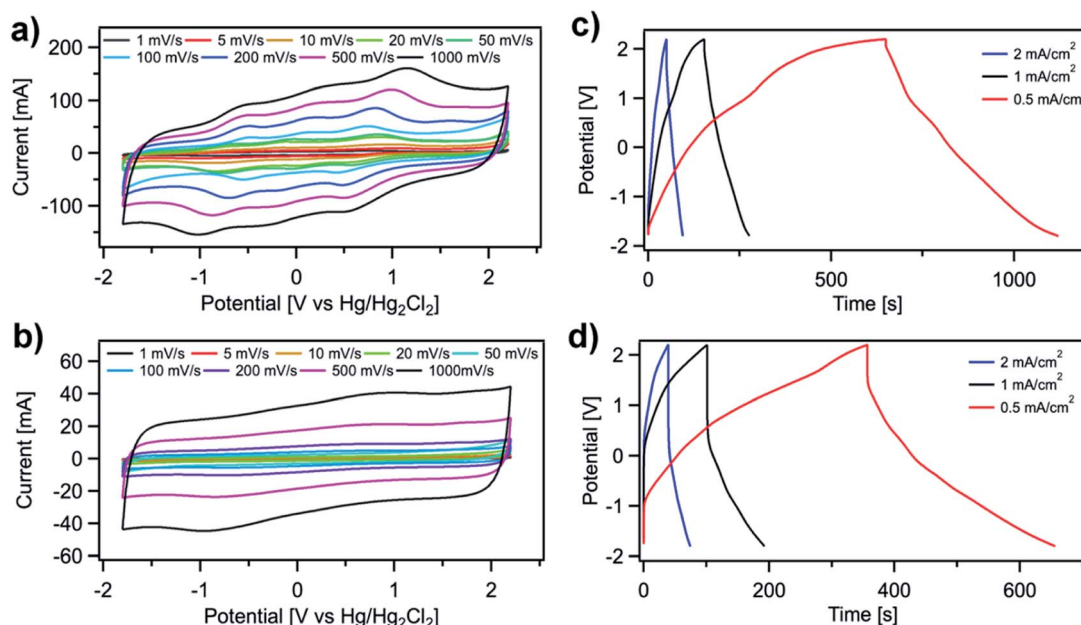 a)
1 mV/s 5 mV/s 10 mV/s 20 mV/s 50 mV/s
100 mV/s 200 mV/s 500 mV/s 1000 mV/s
200
100
0
-100
Current [mA]
-2 -1 0 1 2
Potential [V vs Hg/Hg₂Cl₂]
c)
2 mA/cm²
1 mA/cm²
0.5 mA/cm²
2
1
0
-1
-2
Potential [V]
0 500 1000
Time [s]
b)
1 mV/s 5 mV/s 10 mV/s 20 mV/s 50 mV/s
100 mV/s 200 mV/s 500 mV/s 1000mV/s
60
40
20
0
-20
-40
-60
Current [mA]
-2 -1 0 1 2
Potential [V vs Hg/Hg₂Cl₂]
d)
2 mA/cm²
1 mA/cm²
0.5 mA/cm²
2
1
0
-1
-2
Potential [V]
0 200 400 600
Time [s]